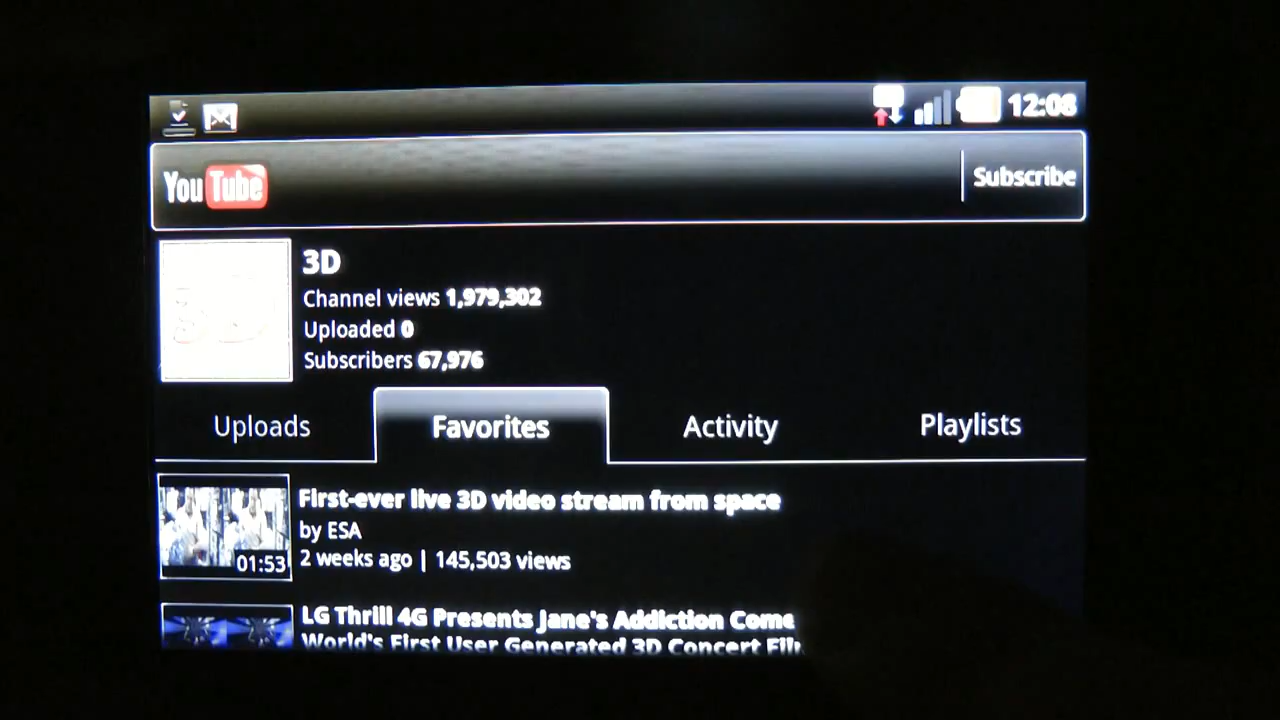 12:08
YouTube
Subscribe
3D
Channel views 1,979,302
Uploaded 0
Subscribers 67,976
Uploads
Favorites
Activity
Playlists
First-ever live 3D video stream from space
by ESA
2 weeks ago | 145,503 views
01:53
LG Thrill 4G Presents Jane's Addiction Come
World's First User Generated 3D Concert Film